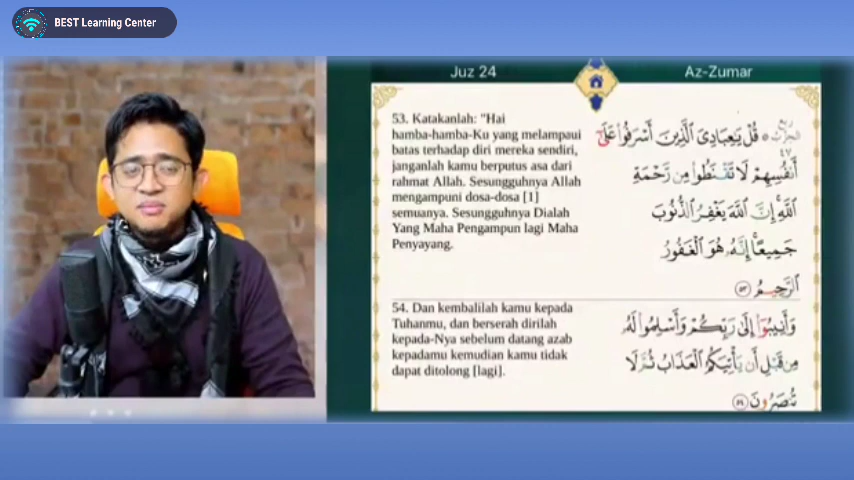 BEST Learning Center
Juz 24
Az-Zumar
53. Katakanlah: "Hai
hamba-hamba-Ku yang melampaui
batas terhadap diri mereka sendiri,
janganlah kamu berputus asa dari
rahmat Allah. Sesungguhnya Allah
mengampuni dosa-dosa [1]
semuanya. Sesungguhnya Dialah
Yang Maha Pengampun lagi Maha
Penyayang.
قُلْ يَٰعِبَادِىَ ٱلَّذِينَ أَسْرَفُوا۟ عَلَىٰٓ
أَنفُسِهِمْ لَا تَقْنَطُوا۟ مِن رَّحْمَةِ
ٱللَّهِ ۚ إِنَّ ٱللَّهَ يَغْفِرُ ٱلذُّنُوبَ
جَمِيعًا ۚ إِنَّهُۥ هُوَ ٱلْغَفُورُ
ٱلرَّحِيمُ ٥٣
54. Dan kembalilah kamu kepada
Tuhanmu, dan berserah dirilah
kepada-Nya sebelum datang azab
kepadamu kemudian kamu tidak
dapat ditolong [lagi].
وَأَنِيبُوٓا۟ إِلَىٰ رَبِّكُمْ وَأَسْلِمُوا۟ لَهُۥ
مِن قَبْلِ أَن يَأْتِيَكُمُ ٱلْعَذَابُ ثُمَّ لَا
تُنصَرُونَ ٥٤